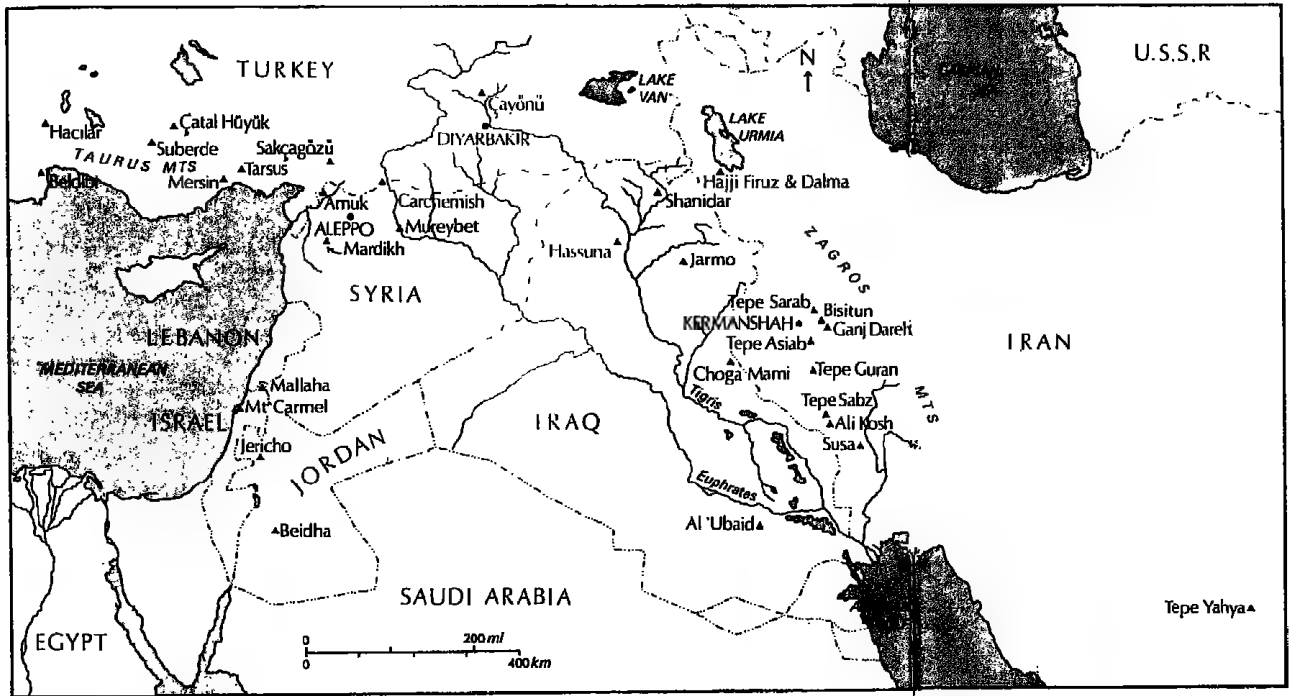 TURKEY
U.S.S.R
N
LAKE
VAN
LAKE
URMIA
Çayönü
DIYARBAKIR
Hacılar
Çatal Hüyük
Suberde
TAURUS MTS
Sakçagözü
Tarsus
Mersin
Beldibi
Amuk
Carchemish
ALEPPO
Mureybet
Mardikh
Hajji Firuz & Dalma
Shanidar
Hassuna
Jarmo
ZAGROS
MTS
SYRIA
LEBANON
MEDITERRANEAN
SEA
Tepe Sarab
Bisitun
KERMANSHAH
Ganj Dareh
Tepe Asiab
Choga Mami
Tepe Guran
IRAN
Mallaha
Mt Carmel
ISRAEL
Jericho
JORDAN
IRAQ
Tigris
Tepe Sabz
Ali Kosh
Susa
Euphrates
Al 'Ubaid
Beidha
SAUDI ARABIA
EGYPT
Tepe Yahya
0 200 mi
0 400 km